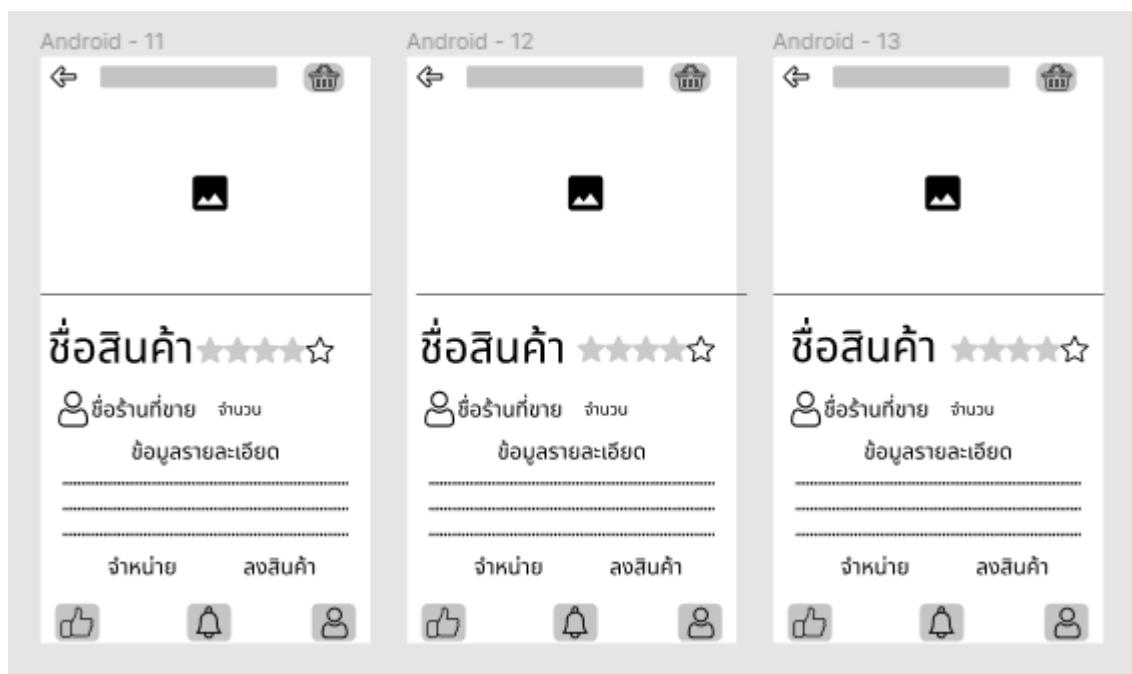 Android - 11
ชื่อสินค้า
ชื่อร้านที่ขาย จำนวน
ข้อมูลรายละเอียด
จำหน่าย ลงสินค้า
Android - 12
ชื่อสินค้า
ชื่อร้านที่ขาย จำนวน
ข้อมูลรายละเอียด
จำหน่าย ลงสินค้า
Android - 13
ชื่อสินค้า
ชื่อร้านที่ขาย จำนวน
ข้อมูลรายละเอียด
จำหน่าย ลงสินค้า